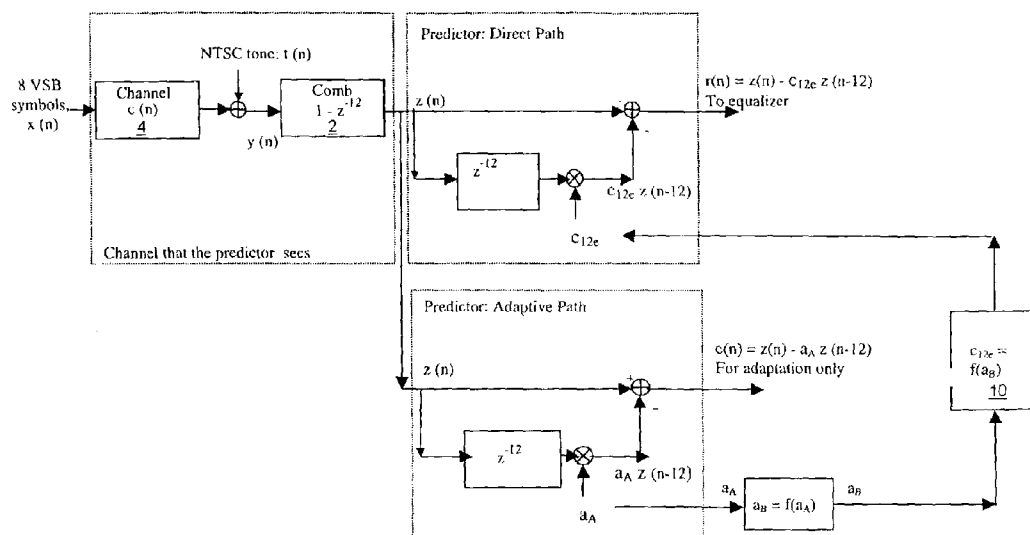 Predictor: Direct Path
NTSC tone: t (n)
8 VSB
symbols,
x (n)
Channel
c (n)
4
Comb
1 - z^-12
2
y (n)
z (n)
r(n) = z(n) - c12e z (n-12)
To equalizer
-
z^-12
c12e z (n-12)
c12e
Channel that the predictor sees
Predictor: Adaptive Path
z (n)
+
-
e(n) = z(n) - aA z (n-12)
For adaptation only
c12e =
f(aB)
10
z^-12
aA z (n-12)
aA
aA
aB = f(aA)
aB